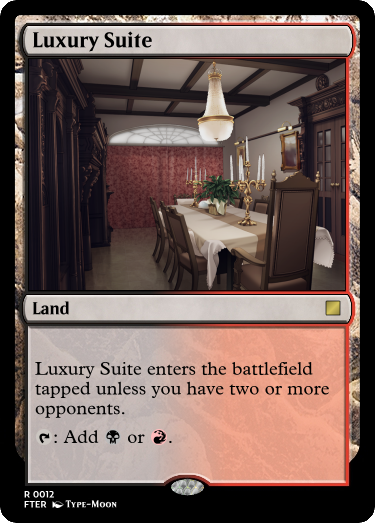 Luxury Suite
Land
Luxury Suite enters the battlefield
tapped unless you have two or more
opponents.
: Add or .
R 0012
FTER Type-Moon